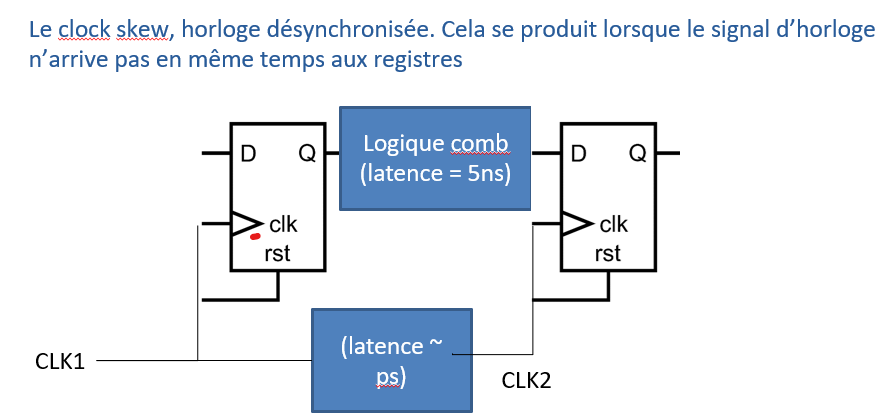 Le clock skew, horloge désynchronisée. Cela se produit lorsque le signal d’horloge
n’arrive pas en même temps aux registres
D Q
clk
rst
Logique comb
(latence = 5ns)
D Q
clk
rst
CLK1
(latence ~
ps)
CLK2